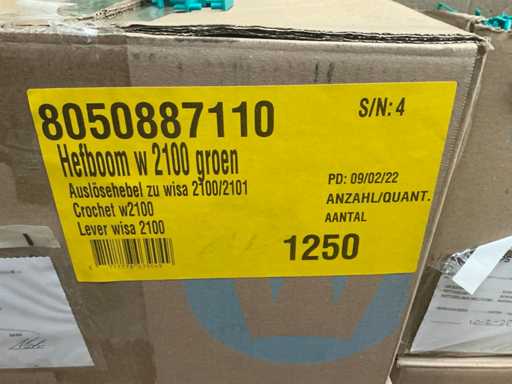 8050887110
S/N: 4
Hefboom w 2100 groen
Auslösehebel zu wisa 2100/2101
Crochet w2100
Lever wisa 2100
PD: 09/02/22
ANZAHL/QUANT.
AANTAL
1250